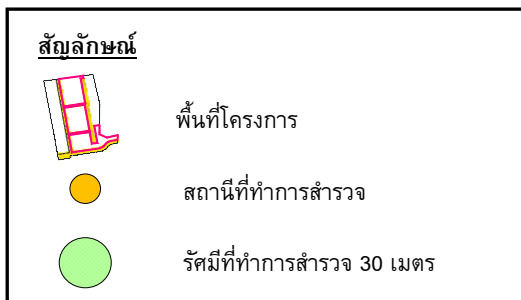 สัญลักษณ์
พื้นที่โครงการ
สถานีที่ทำการสำรวจ
รัศมีที่ทำการสำรวจ 30 เมตร